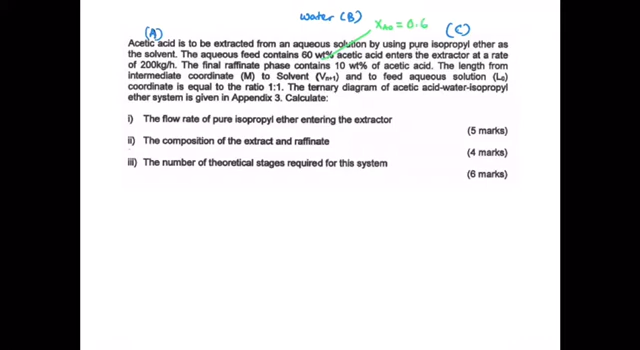 water (B)
x_A0 = 0.6
(A)
(C)
Acetic acid is to be extracted from an aqueous solution by using pure isopropyl ether as
the solvent. The aqueous feed contains 60 wt% acetic acid enters the extractor at a rate
of 200kg/h. The final raffinate phase contains 10 wt% of acetic acid. The length from
intermediate coordinate (M) to Solvent (Vn+1) and to feed aqueous solution (L₀)
coordinate is equal to the ratio 1:1. The ternary diagram of acetic acid-water-isopropyl
ether system is given in Appendix 3. Calculate:
i) The flow rate of pure isopropyl ether entering the extractor
(5 marks)
ii) The composition of the extract and raffinate
(4 marks)
iii) The number of theoretical stages required for this system
(6 marks)